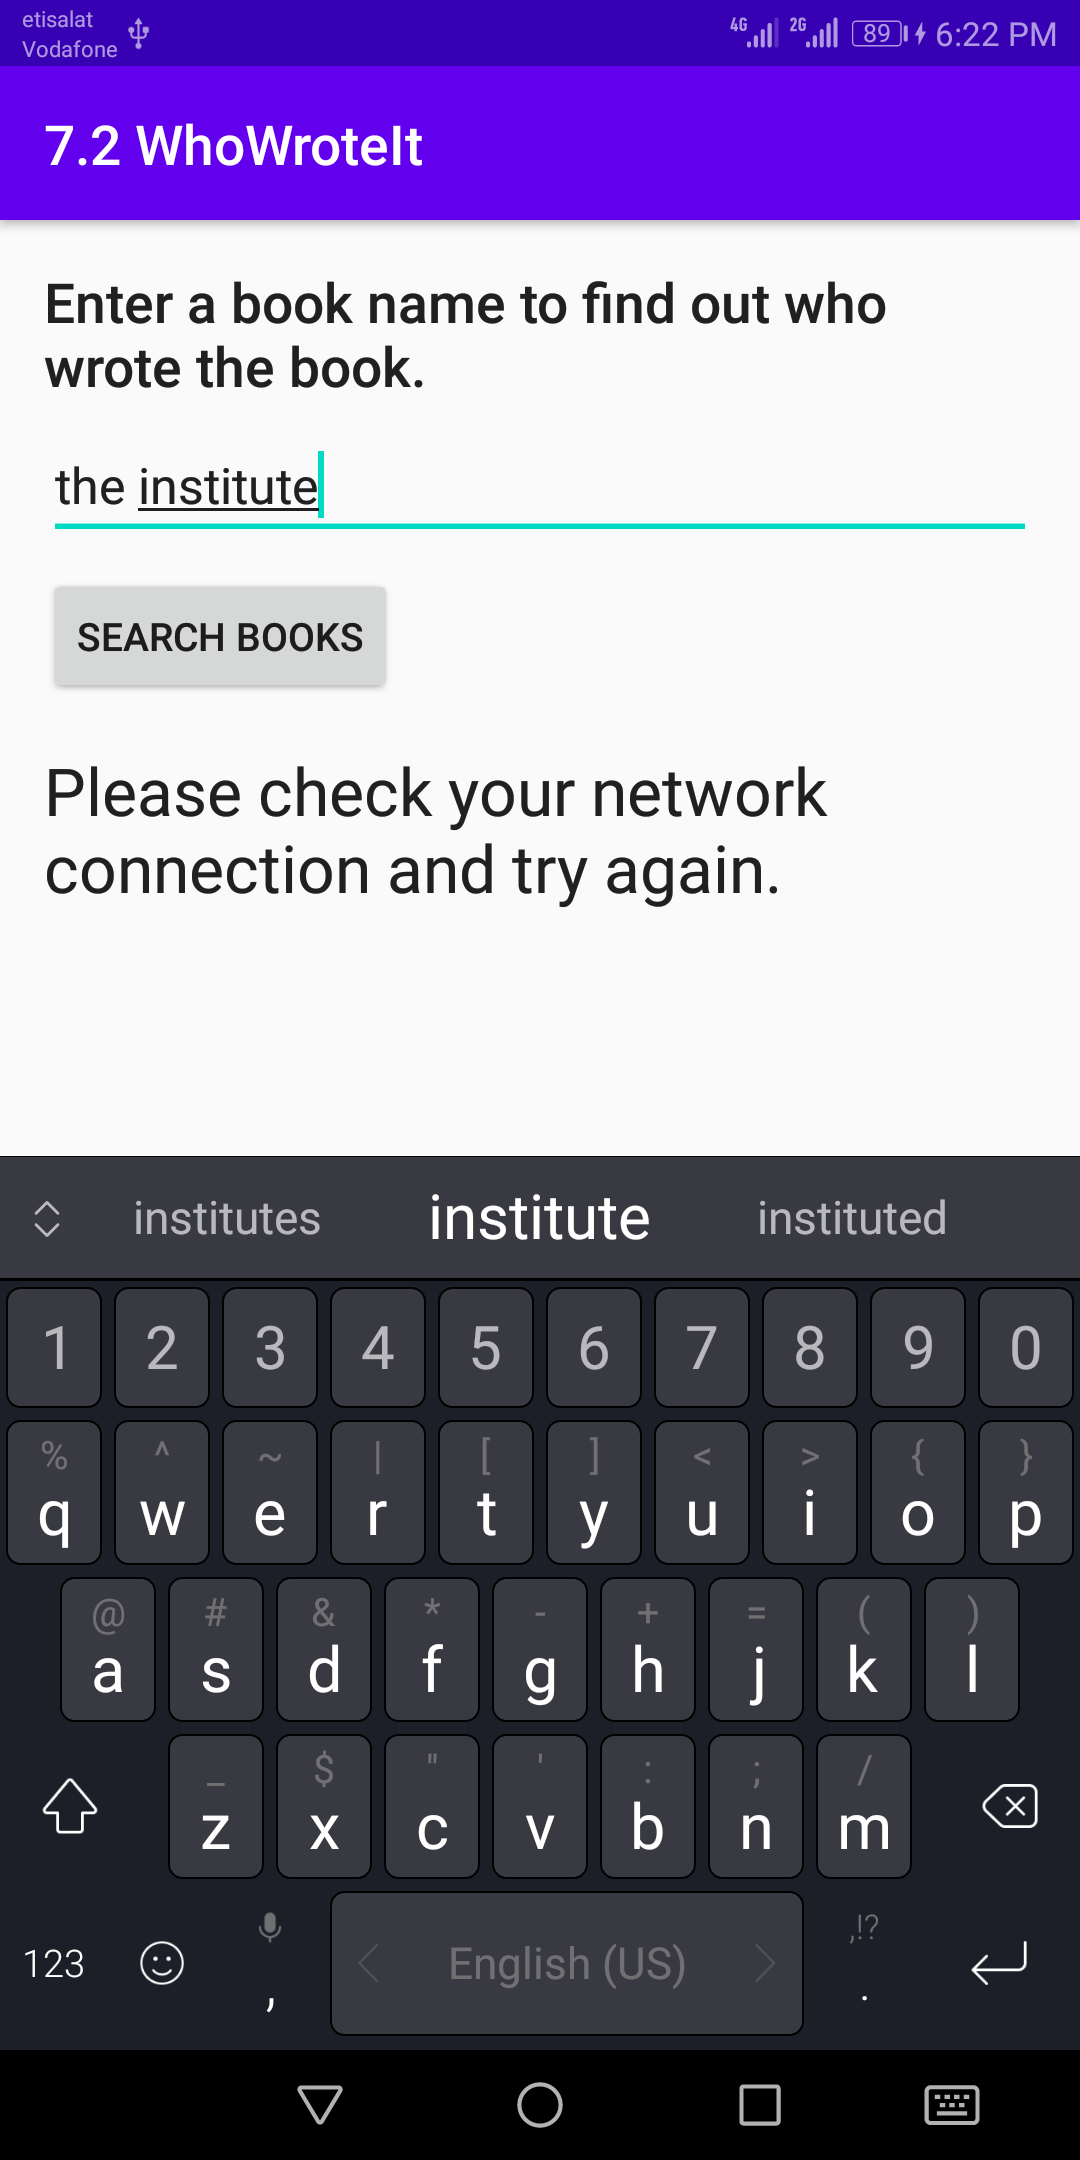 etisalat
Vodafone
4G 2G 89 6:22 PM
7.2 WhoWroteIt
Enter a book name to find out who
wrote the book.
the institute
SEARCH BOOKS
Please check your network
connection and try again.
institutes institute instituted
1 2 3 4 5 6 7 8 9 0
% ^ ~ | [ ] < > { }
q w e r t y u i o p
@ # & * - + = ( )
a s d f g h j k l
_ $ " ' : ; /
z x c v b n m
,!?
123 , English (US) .